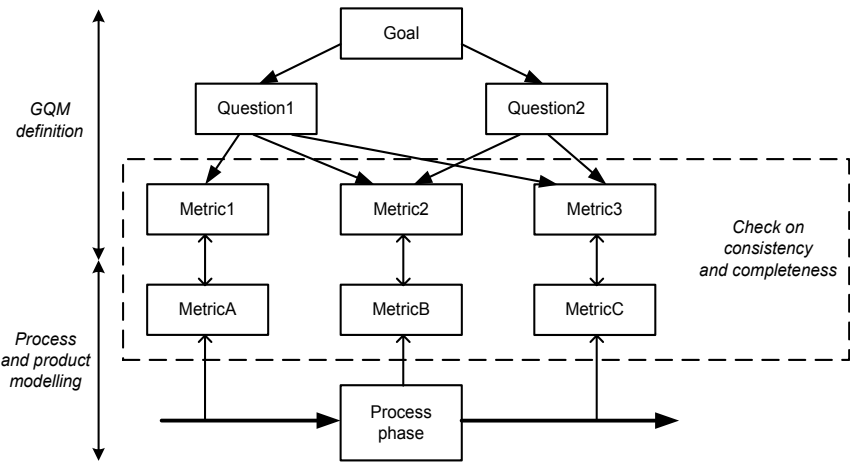 Goal
GQM
definition
Question1
Question2
Metric1
Metric2
Metric3
Check on
consistency
and completeness
MetricA
MetricB
MetricC
Process
and product
modelling
Process
phase